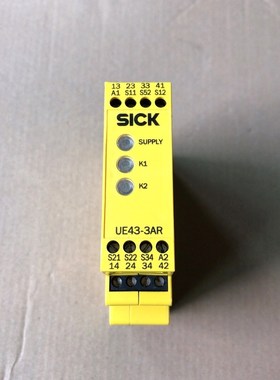 13 23 33 41
A1 S11 S52 S12
SICK
SUPPLY
K1
K2
UE43-3AR
S21 S22 S34 A2
14 24 34 42